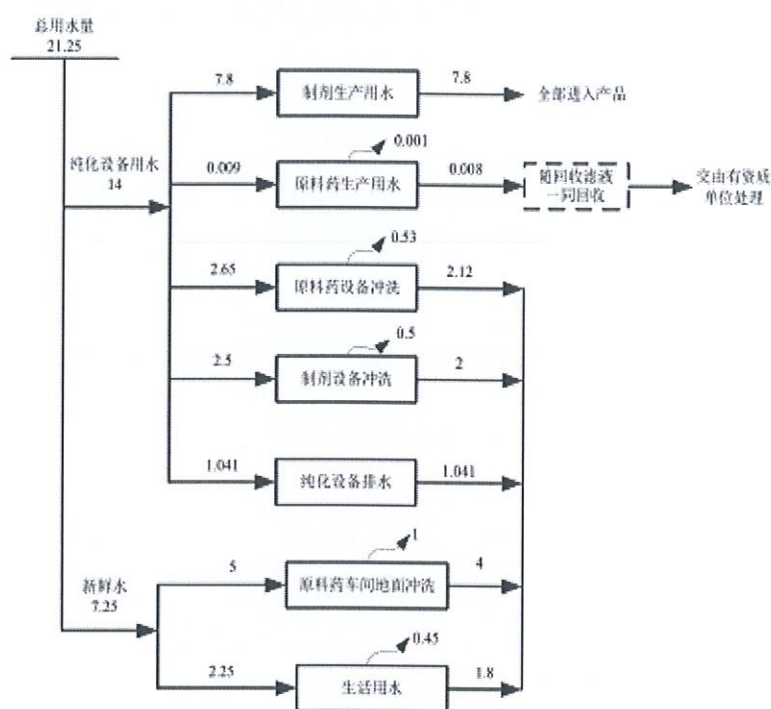 总用水量
21.25
7.8
制剂生产用水
7.8
全部进入产品
纯化设备用水
14
0.009
0.001
原料药生产用水
0.008
随回收滤液
一同回收
交由有资质
单位处理
2.65
0.53
原料药设备冲洗
2.12
2.5
0.5
制剂设备冲洗
2
1.041
纯化设备排水
1.041
新鲜水
7.25
5
1
原料药车间地面冲洗
4
2.25
0.45
生活用水
1.8